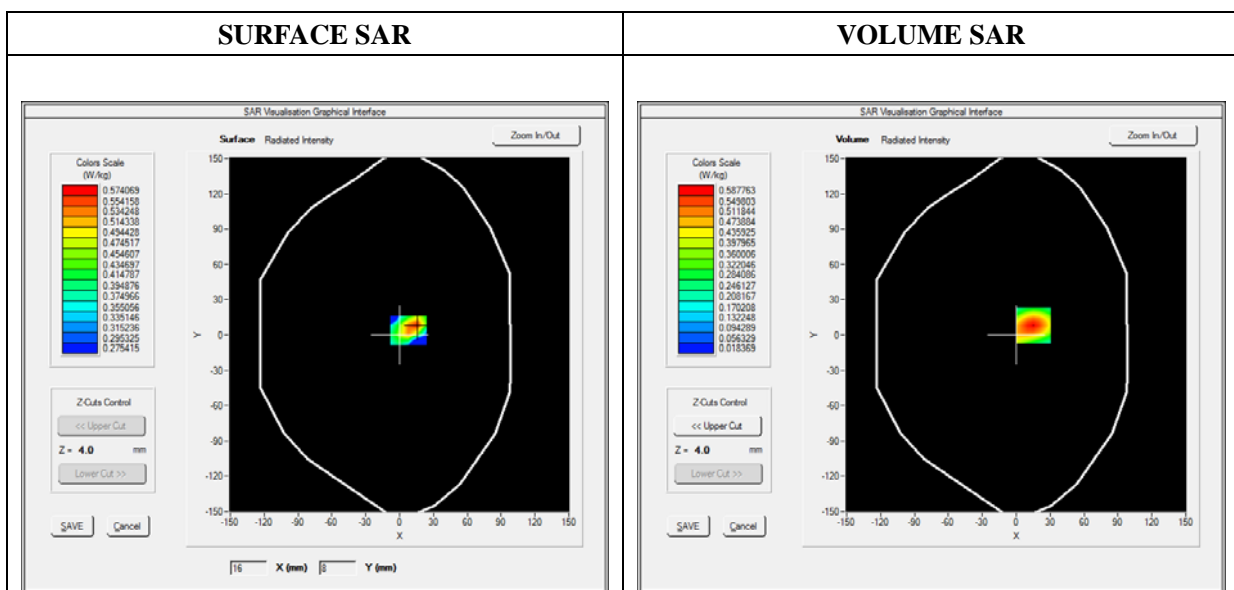 SURFACE SAR
VOLUME SAR
SAR Visualisation Graphical Interface
Surface Radiated Intensity
Zoom In/Out
Colors Scale
(W/kg)
0.574069
0.554158
0.534248
0.514338
0.494428
0.474517
0.454607
0.434697
0.414787
0.394876
0.374966
0.355056
0.335146
0.315236
0.295325
0.275415
Z-Cuts Control
<< Upper Cut
Z = 4.0 mm
Lower Cut >>
SAVE Cancel
150
120
90
60
30
0
-30
-60
-90
-120
-150
Y
-150 -120 -90 -60 -30 0 30 60 90 120 150
X
16 X (mm) 8 Y (mm)
SAR Visualisation Graphical Interface
Volume Radiated Intensity
Zoom In/Out
Colors Scale
(W/kg)
0.587763
0.549803
0.511844
0.473884
0.435925
0.397965
0.360006
0.322046
0.284086
0.246127
0.208167
0.170208
0.132248
0.094289
0.056329
0.018369
Z-Cuts Control
<< Upper Cut
Z = 4.0 mm
Lower Cut >>
SAVE Cancel
150
120
90
60
30
0
-30
-60
-90
-120
-150
Y
-150 -120 -90 -60 -30 0 30 60 90 120 150
X